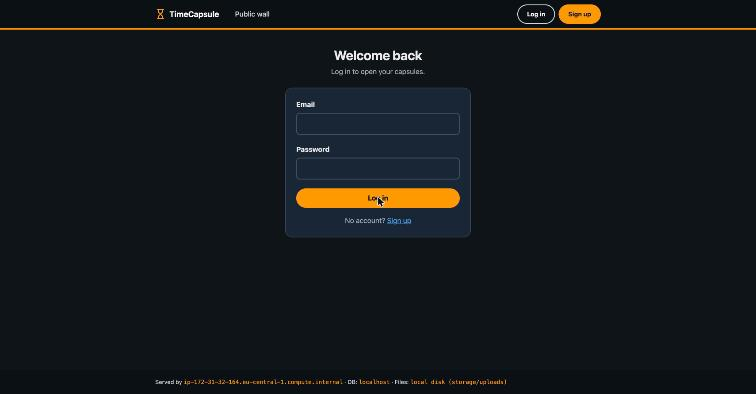 TimeCapsule
Public wall
Log in
Sign up
Welcome back
Log in to open your capsules.
Email
Password
Log in
No account? Sign up
Served by ip-172-31-32-164.eu-central-1.compute.internal · DB: localhost · Files: local disk (storage/uploads)